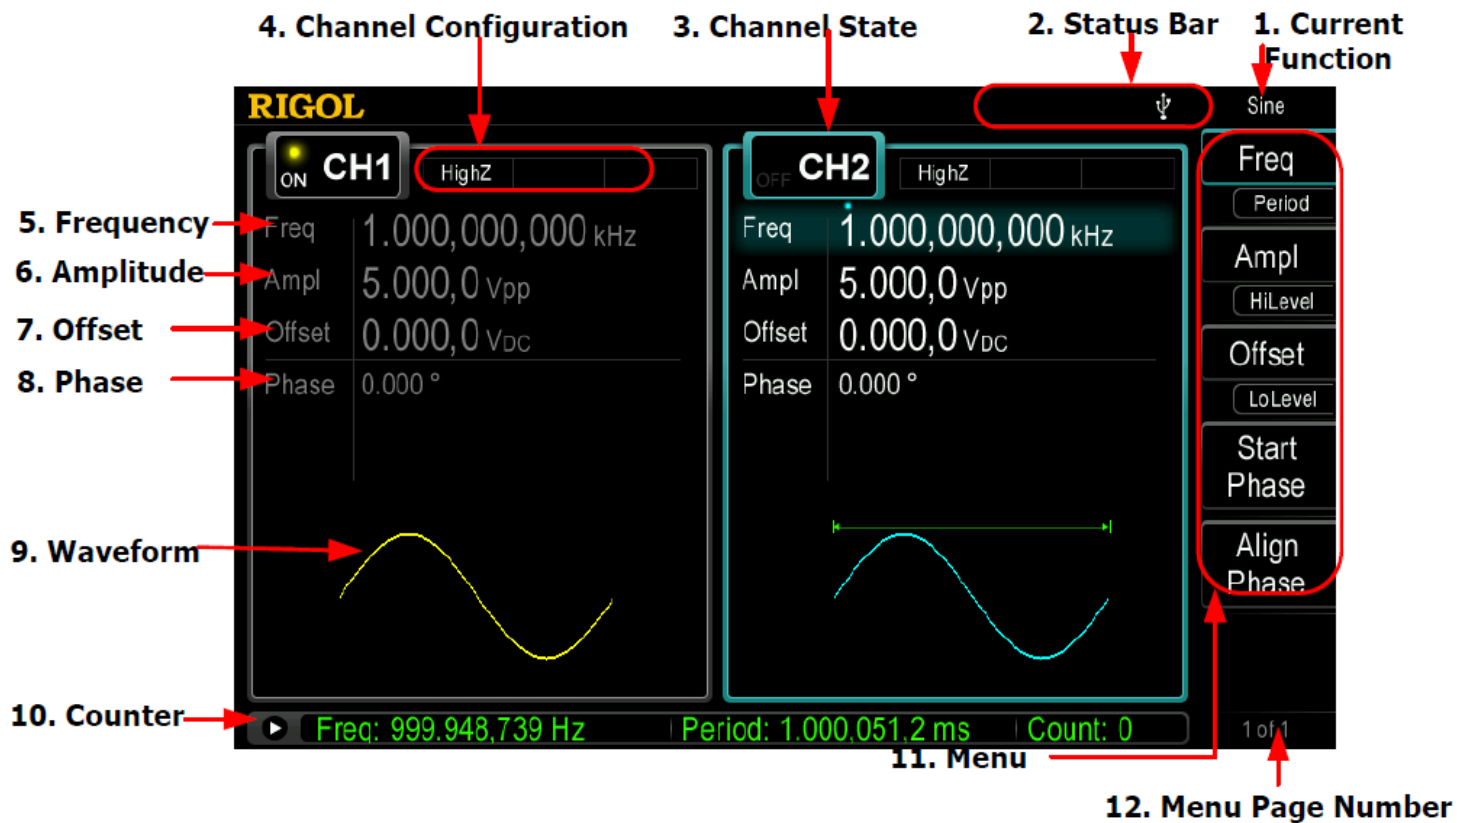 4. Channel Configuration
3. Channel State
2. Status Bar
1. Current
Function
RIGOL
Sine
ON CH1
HighZ
OFF CH2
HighZ
Freq
Period
5. Frequency
Freq 1.000,000,000 kHz
Freq 1.000,000,000 kHz
6. Amplitude
Ampl 5.000,0 Vpp
Ampl 5.000,0 Vpp
Ampl
HiLevel
7. Offset
Offset 0.000,0 VDC
Offset 0.000,0 VDC
Offset
LoLevel
8. Phase
Phase 0.000 °
Phase 0.000 °
Start
Phase
Align
Phase
9. Waveform
10. Counter
Freq: 999.948,739 Hz
Period: 1.000,051,2 ms
Count: 0
1 of 1
11. Menu
12. Menu Page Number